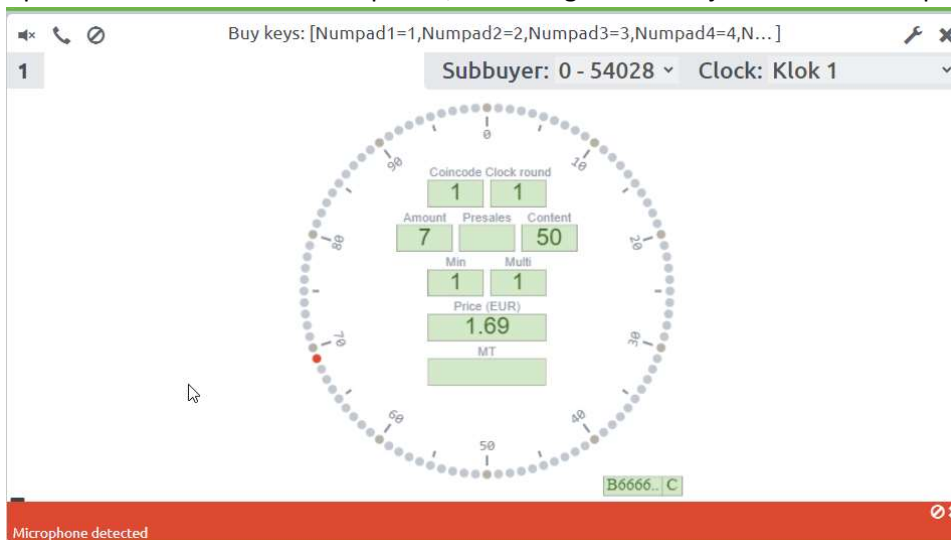 Buy keys: [Numpad1=1,Numpad2=2,Numpad3=3,Numpad4=4,N...]
1 Subbuyer: 0 - 54028 Clock: Klok 1
0
90 10
Coincode Clock round
1 1
Amount Presales Content
7 50
80 20
Min Multi
1 1
Price (EUR)
1.69
70 30
MT
60 40
50
B6666.. C
Microphone detected